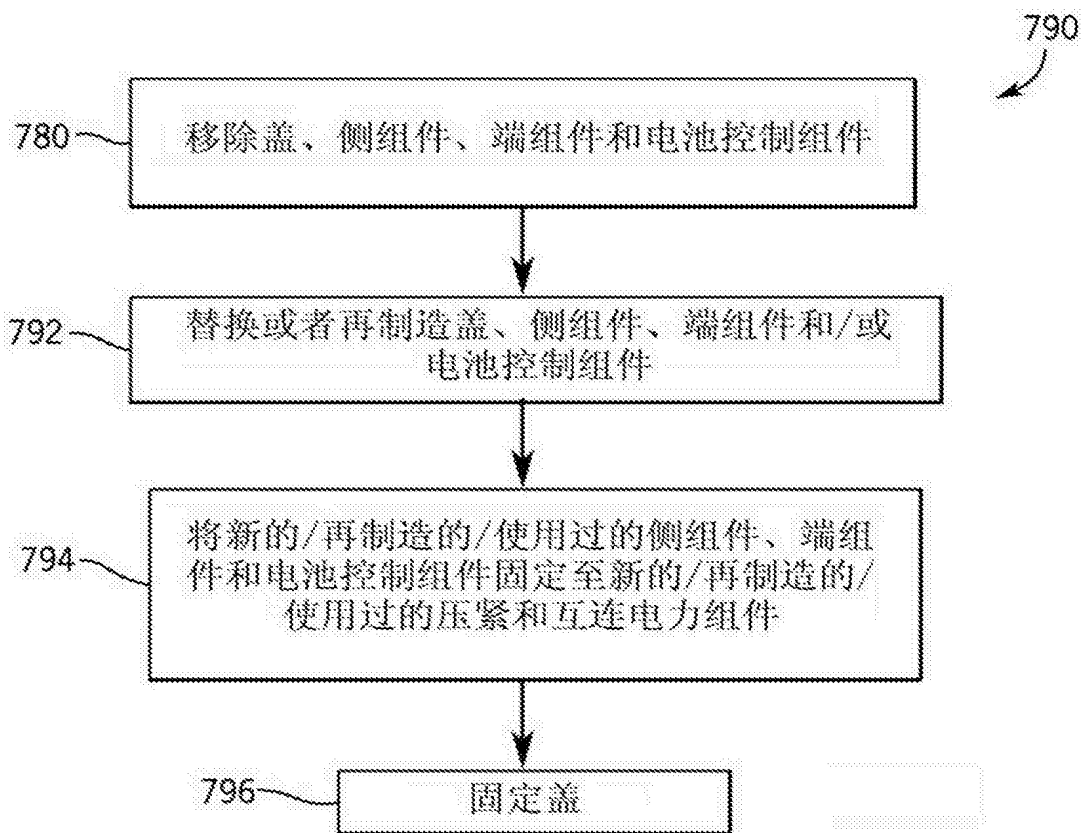 790
780
移除盖、侧组件、端组件和电池控制组件
792
替换或者再制造盖、侧组件、端组件和/或
电池控制组件
794
将新的/再制造的/使用过的侧组件、端组
件和电池控制组件固定至新的/再制造的/
使用过的压紧和互连电力组件
796
固定盖